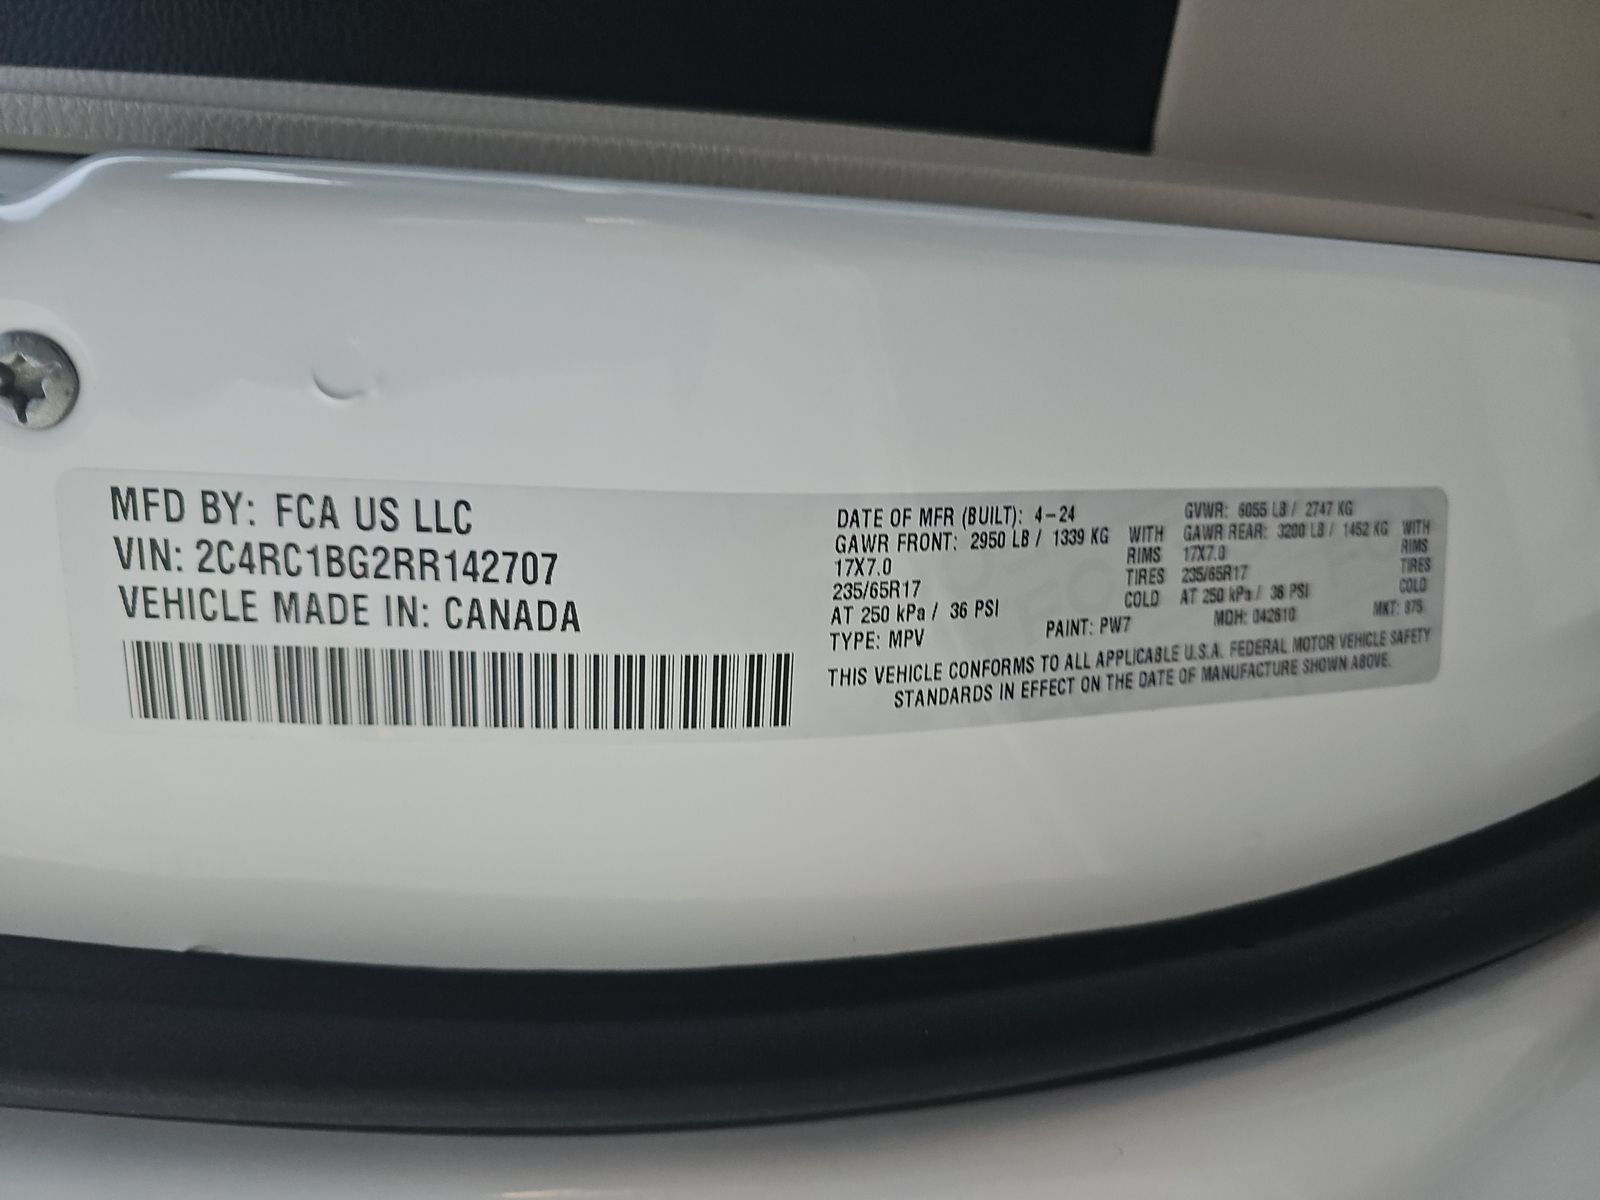 MFD BY: FCA US LLC
VIN: 2C4RC1BG2RR142707
VEHICLE MADE IN: CANADA
DATE OF MFR (BUILT): 4-24 GVWR: 6055 LB / 2747 KG
GAWR FRONT: 2950 LB / 1339 KG WITH GAWR REAR: 3200 LB / 1452 KG WITH
17X7.0 RIMS 17X7.0 RIMS
235/65R17 TIRES 235/65R17 TIRES
AT 250 kPa / 36 PSI COLD AT 250 kPa / 36 PSI COLD
TYPE: MPV PAINT: PW7 MDH: 042610 MKT: 875
THIS VEHICLE CONFORMS TO ALL APPLICABLE U.S.A. FEDERAL MOTOR VEHICLE SAFETY
STANDARDS IN EFFECT ON THE DATE OF MANUFACTURE SHOWN ABOVE.